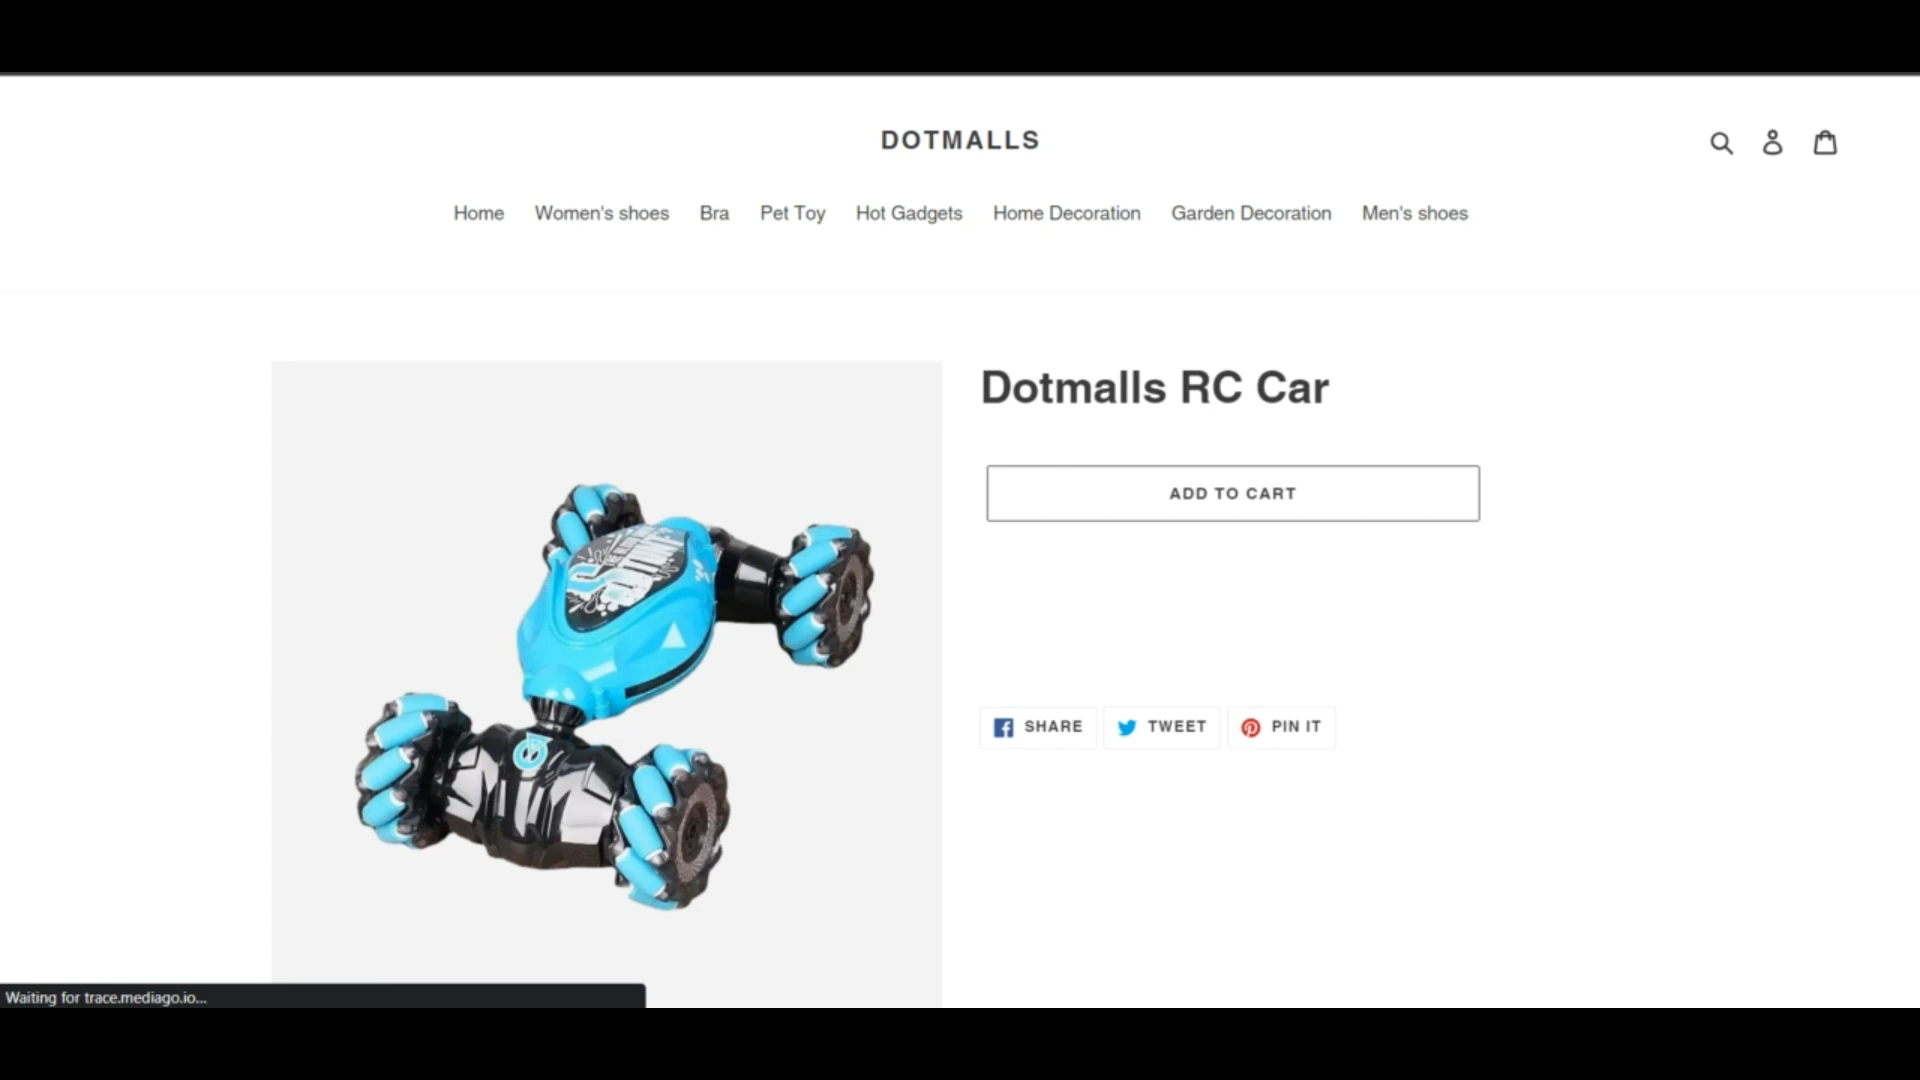 DOTMALLS
Home Women's shoes Bra Pet Toy Hot Gadgets Home Decoration Garden Decoration Men's shoes
Dotmalls RC Car
ADD TO CART
SHARE TWEET PIN IT
Waiting for trace.mediago.io...